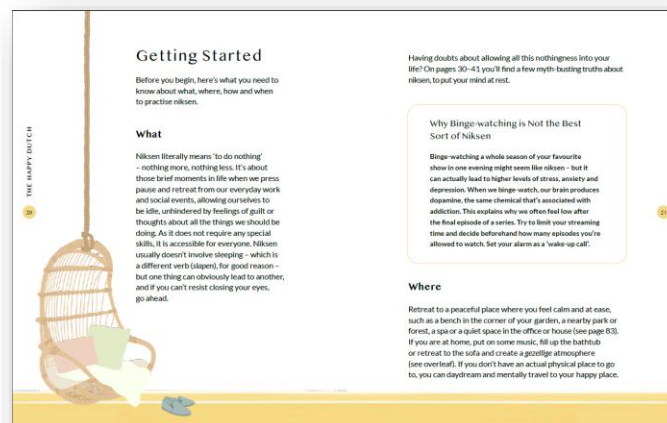 THE HAPPY DUTCH
20
Getting Started
Before you begin, here's what you need to
know about what, where, how and when
to practise niksen.
What
Niksen literally means 'to do nothing'
– nothing more, nothing less. It's about
those brief moments in life when we press
pause and retreat from our everyday work
and social events, allowing ourselves to
be idle, unhindered by feelings of guilt or
thoughts about all the things we should be
doing. As it does not require any special
skills, it is accessible for everyone. Niksen
usually doesn't involve sleeping – which is
a different verb (slapen), for good reason –
but one thing can obviously lead to another,
and if you can't resist closing your eyes,
go ahead.
Having doubts about allowing all this nothingness into your
life? On pages 30–41 you'll find a few myth-busting truths about
niksen, to put your mind at rest.
Why Binge-watching is Not the Best
Sort of Niksen
Binge-watching a whole season of your favourite
show in one evening might seem like niksen – but it
can actually lead to higher levels of stress, anxiety and
depression. When we binge-watch, our brain produces
dopamine, the same chemical that's associated with
addiction. This explains why we often feel low after
the final episode of a series. Try to limit your streaming
time and decide beforehand how many episodes you're
allowed to watch. Set your alarm as a 'wake-up call'.
Where
Retreat to a peaceful place where you feel calm and at ease,
such as a bench in the corner of your garden, a nearby park or
forest, a spa or a quiet space in the office or house (see page 83).
If you are at home, put on some music, fill up the bathtub
or retreat to the sofa and create a gezellige atmosphere
(see overleaf). If you don't have an actual physical place to go
to, you can daydream and mentally travel to your happy place.